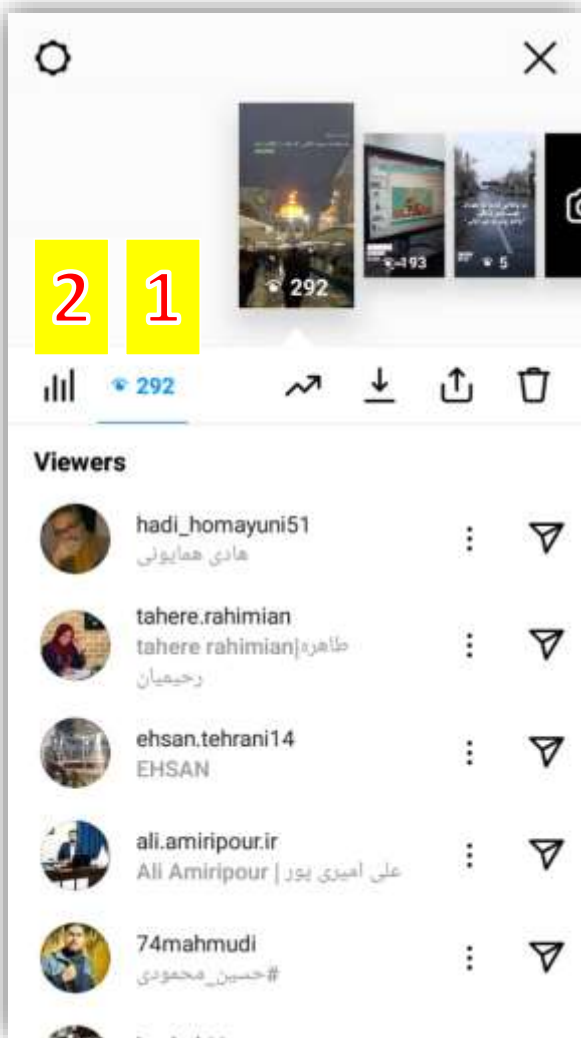 292
193
5
2 1
292
Viewers
hadi_homayuni51
هادی همایونی
tahere.rahimian
tahere rahimian|طاهره
رحیمیان
ehsan.tehrani14
EHSAN
ali.amiripour.ir
Ali Amiripour | علی امیری پور
74mahmudi
#حسین_محمودی